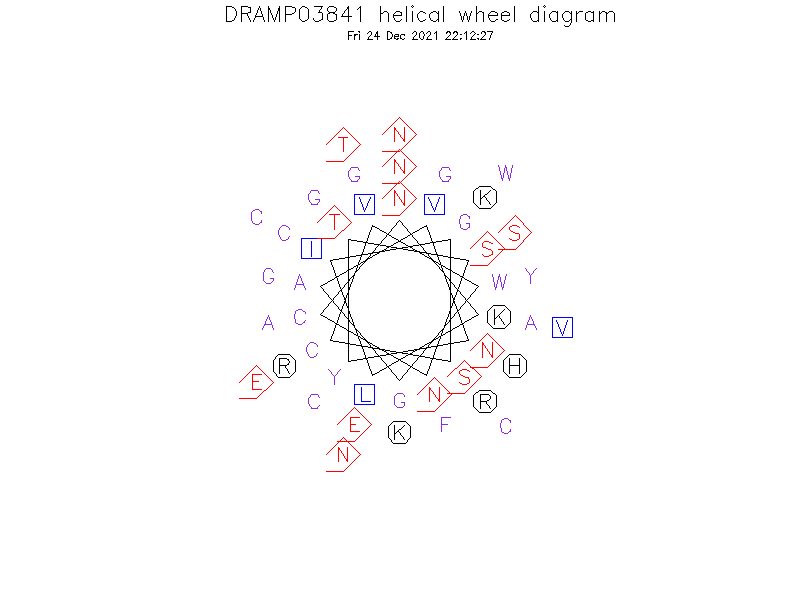 DRAMP03841 helical wheel diagram
Fri 24 Dec 2021 22:12:27
T N
G N G W
G V N V K
C C T G S S
I
G A W Y
A C K A V
C N
E R Y S H
C L G N R
E K F C
N